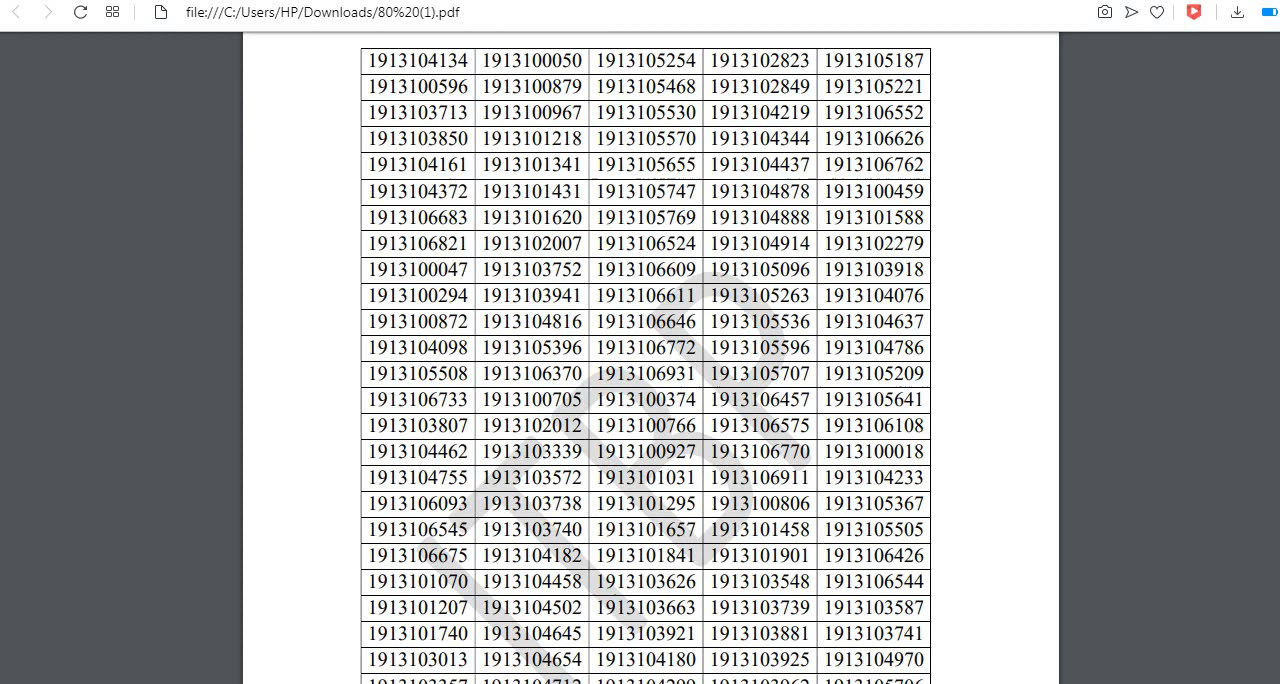 file:///C:/Users/HP/Downloads/80%20(1).pdf
1913104134 1913100050 1913105254 1913102823 1913105187
1913100596 1913100879 1913105468 1913102849 1913105221
1913103713 1913100967 1913105530 1913104219 1913106552
1913103850 1913101218 1913105570 1913104344 1913106626
1913104161 1913101341 1913105655 1913104437 1913106762
1913104372 1913101431 1913105747 1913104878 1913100459
1913106683 1913101620 1913105769 1913104888 1913101588
1913106821 1913102007 1913106524 1913104914 1913102279
1913100047 1913103752 1913106609 1913105096 1913103918
1913100294 1913103941 1913106611 1913105263 1913104076
1913100872 1913104816 1913106646 1913105536 1913104637
1913104098 1913105396 1913106772 1913105596 1913104786
1913105508 1913106370 1913106931 1913105707 1913105209
1913106733 1913100705 1913100374 1913106457 1913105641
1913103807 1913102012 1913100766 1913106575 1913106108
1913104462 1913103339 1913100927 1913106770 1913100018
1913104755 1913103572 1913101031 1913106911 1913104233
1913106093 1913103738 1913101295 1913100806 1913105367
1913106545 1913103740 1913101657 1913101458 1913105505
1913106675 1913104182 1913101841 1913101901 1913106426
1913101070 1913104458 1913103626 1913103548 1913106544
1913101207 1913104502 1913103663 1913103739 1913103587
1913101740 1913104645 1913103921 1913103881 1913103741
1913103013 1913104654 1913104180 1913103925 1913104970
ITBP